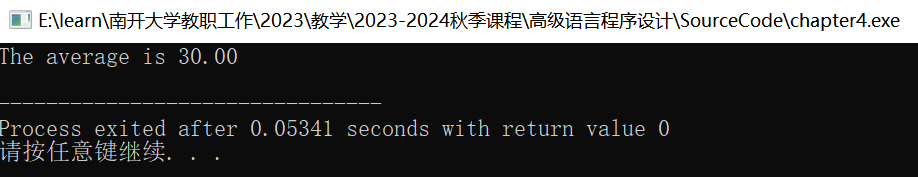 E:\learn\南开大学教职工作\2023\教学\2023-2024秋季课程\高级语言程序设计\SourceCode\chapter4.exe
The average is 30.00
--------------------------------
Process exited after 0.05341 seconds with return value 0
请按任意键继续. . .